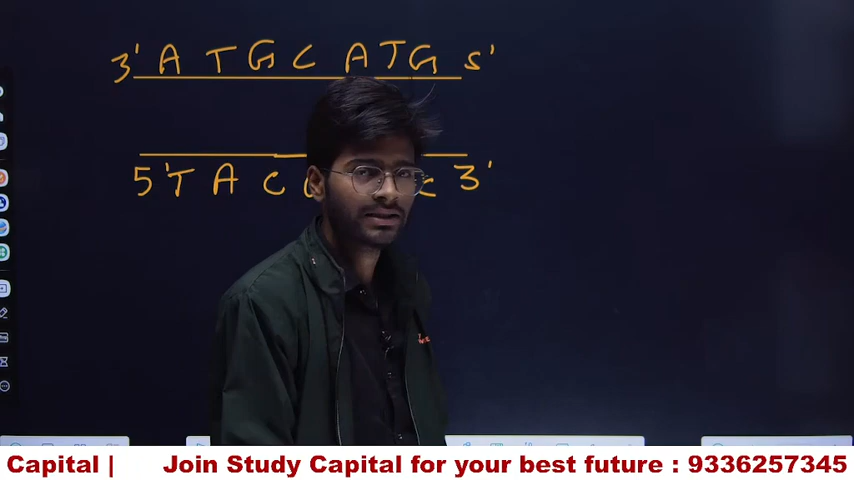 3' A T G C A T G 5'
5' T A C C 3'
Capital | Join Study Capital for your best future : 9336257345